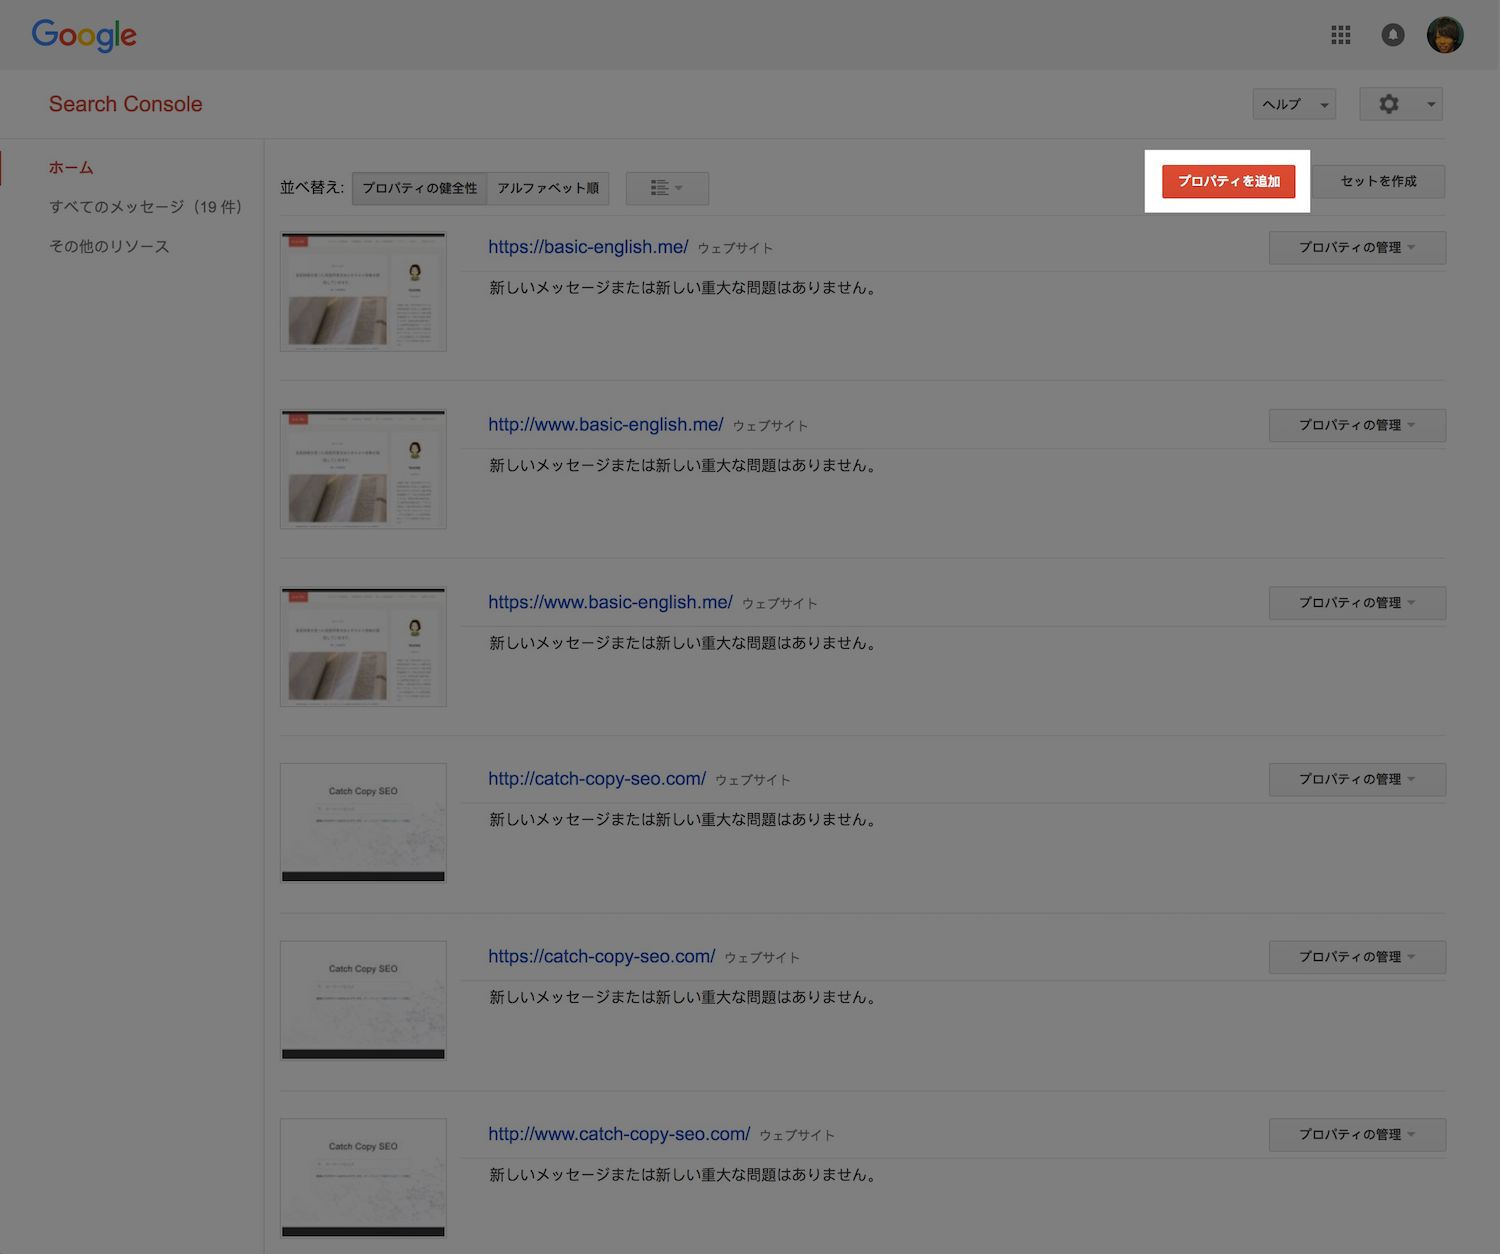 Google
Search Console
ヘルプ
ホーム
すべてのメッセージ（19 件）
その他のリソース
並べ替え: プロパティの健全性 アルファベット順
プロパティを追加 セットを作成
https://basic-english.me/ ウェブサイト プロパティの管理
新しいメッセージまたは新しい重大な問題はありません。
http://www.basic-english.me/ ウェブサイト プロパティの管理
新しいメッセージまたは新しい重大な問題はありません。
https://www.basic-english.me/ ウェブサイト プロパティの管理
新しいメッセージまたは新しい重大な問題はありません。
Catch Copy SEO
http://catch-copy-seo.com/ ウェブサイト プロパティの管理
新しいメッセージまたは新しい重大な問題はありません。
Catch Copy SEO
https://catch-copy-seo.com/ ウェブサイト プロパティの管理
新しいメッセージまたは新しい重大な問題はありません。
Catch Copy SEO
http://www.catch-copy-seo.com/ ウェブサイト プロパティの管理
新しいメッセージまたは新しい重大な問題はありません。